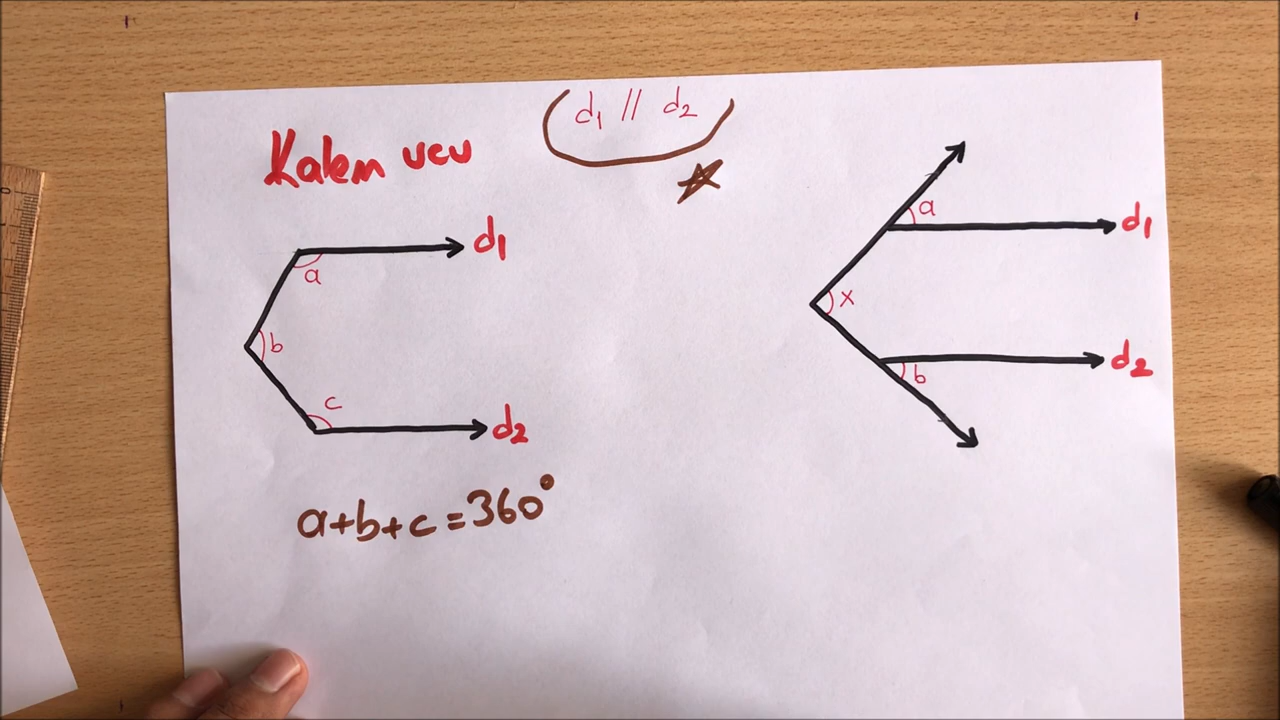 d1 // d2
Kalem ucu
d1
a
b
c
d2
a+b+c=360°
a
d1
x
d2
b